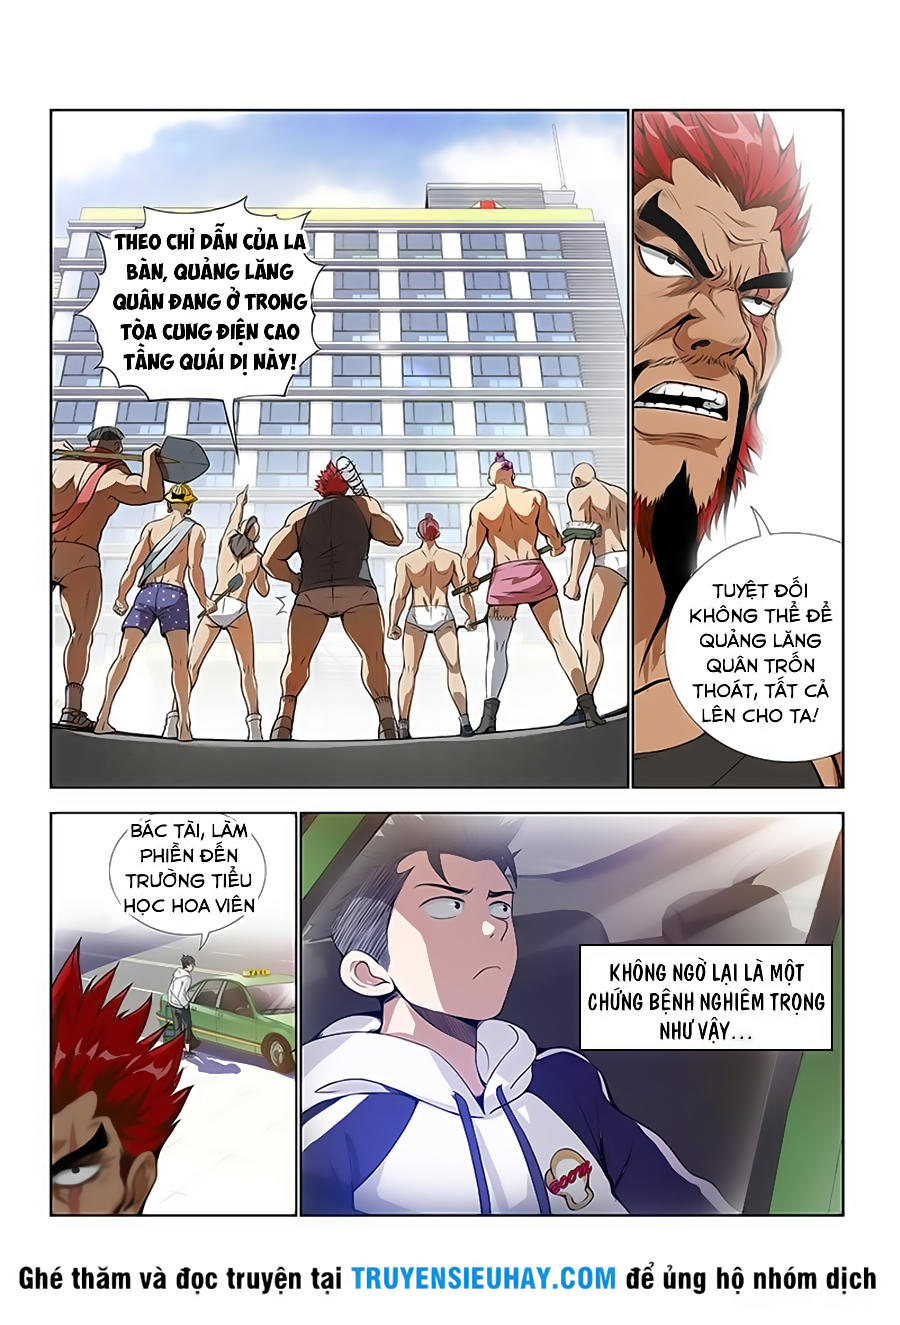 THEO CHỈ DẪN CỦA LA
BÀN, QUẢNG LĂNG
QUÂN ĐANG Ở TRONG
TÒA CUNG ĐIỆN CAO
TẦNG QUÁI DỊ NÀY!
TUYỆT ĐỐI
KHÔNG THỂ ĐỂ
QUẢNG LĂNG
QUÂN TRỐN
THOÁT, TẤT CẢ
LÊN CHO TA!
BÁC TÀI, LÀM
PHIỀN ĐẾN
TRƯỜNG TIỂU
HỌC HOA VIÊN
TAXI
KHÔNG NGỜ LẠI LÀ MỘT
CHỨNG BỆNH NGHIÊM TRỌNG
NHƯ VẬY...
BOOM
Ghé thăm và đọc truyện tại TRUYENSIEUHAY.COM để ủng hộ nhóm dịch